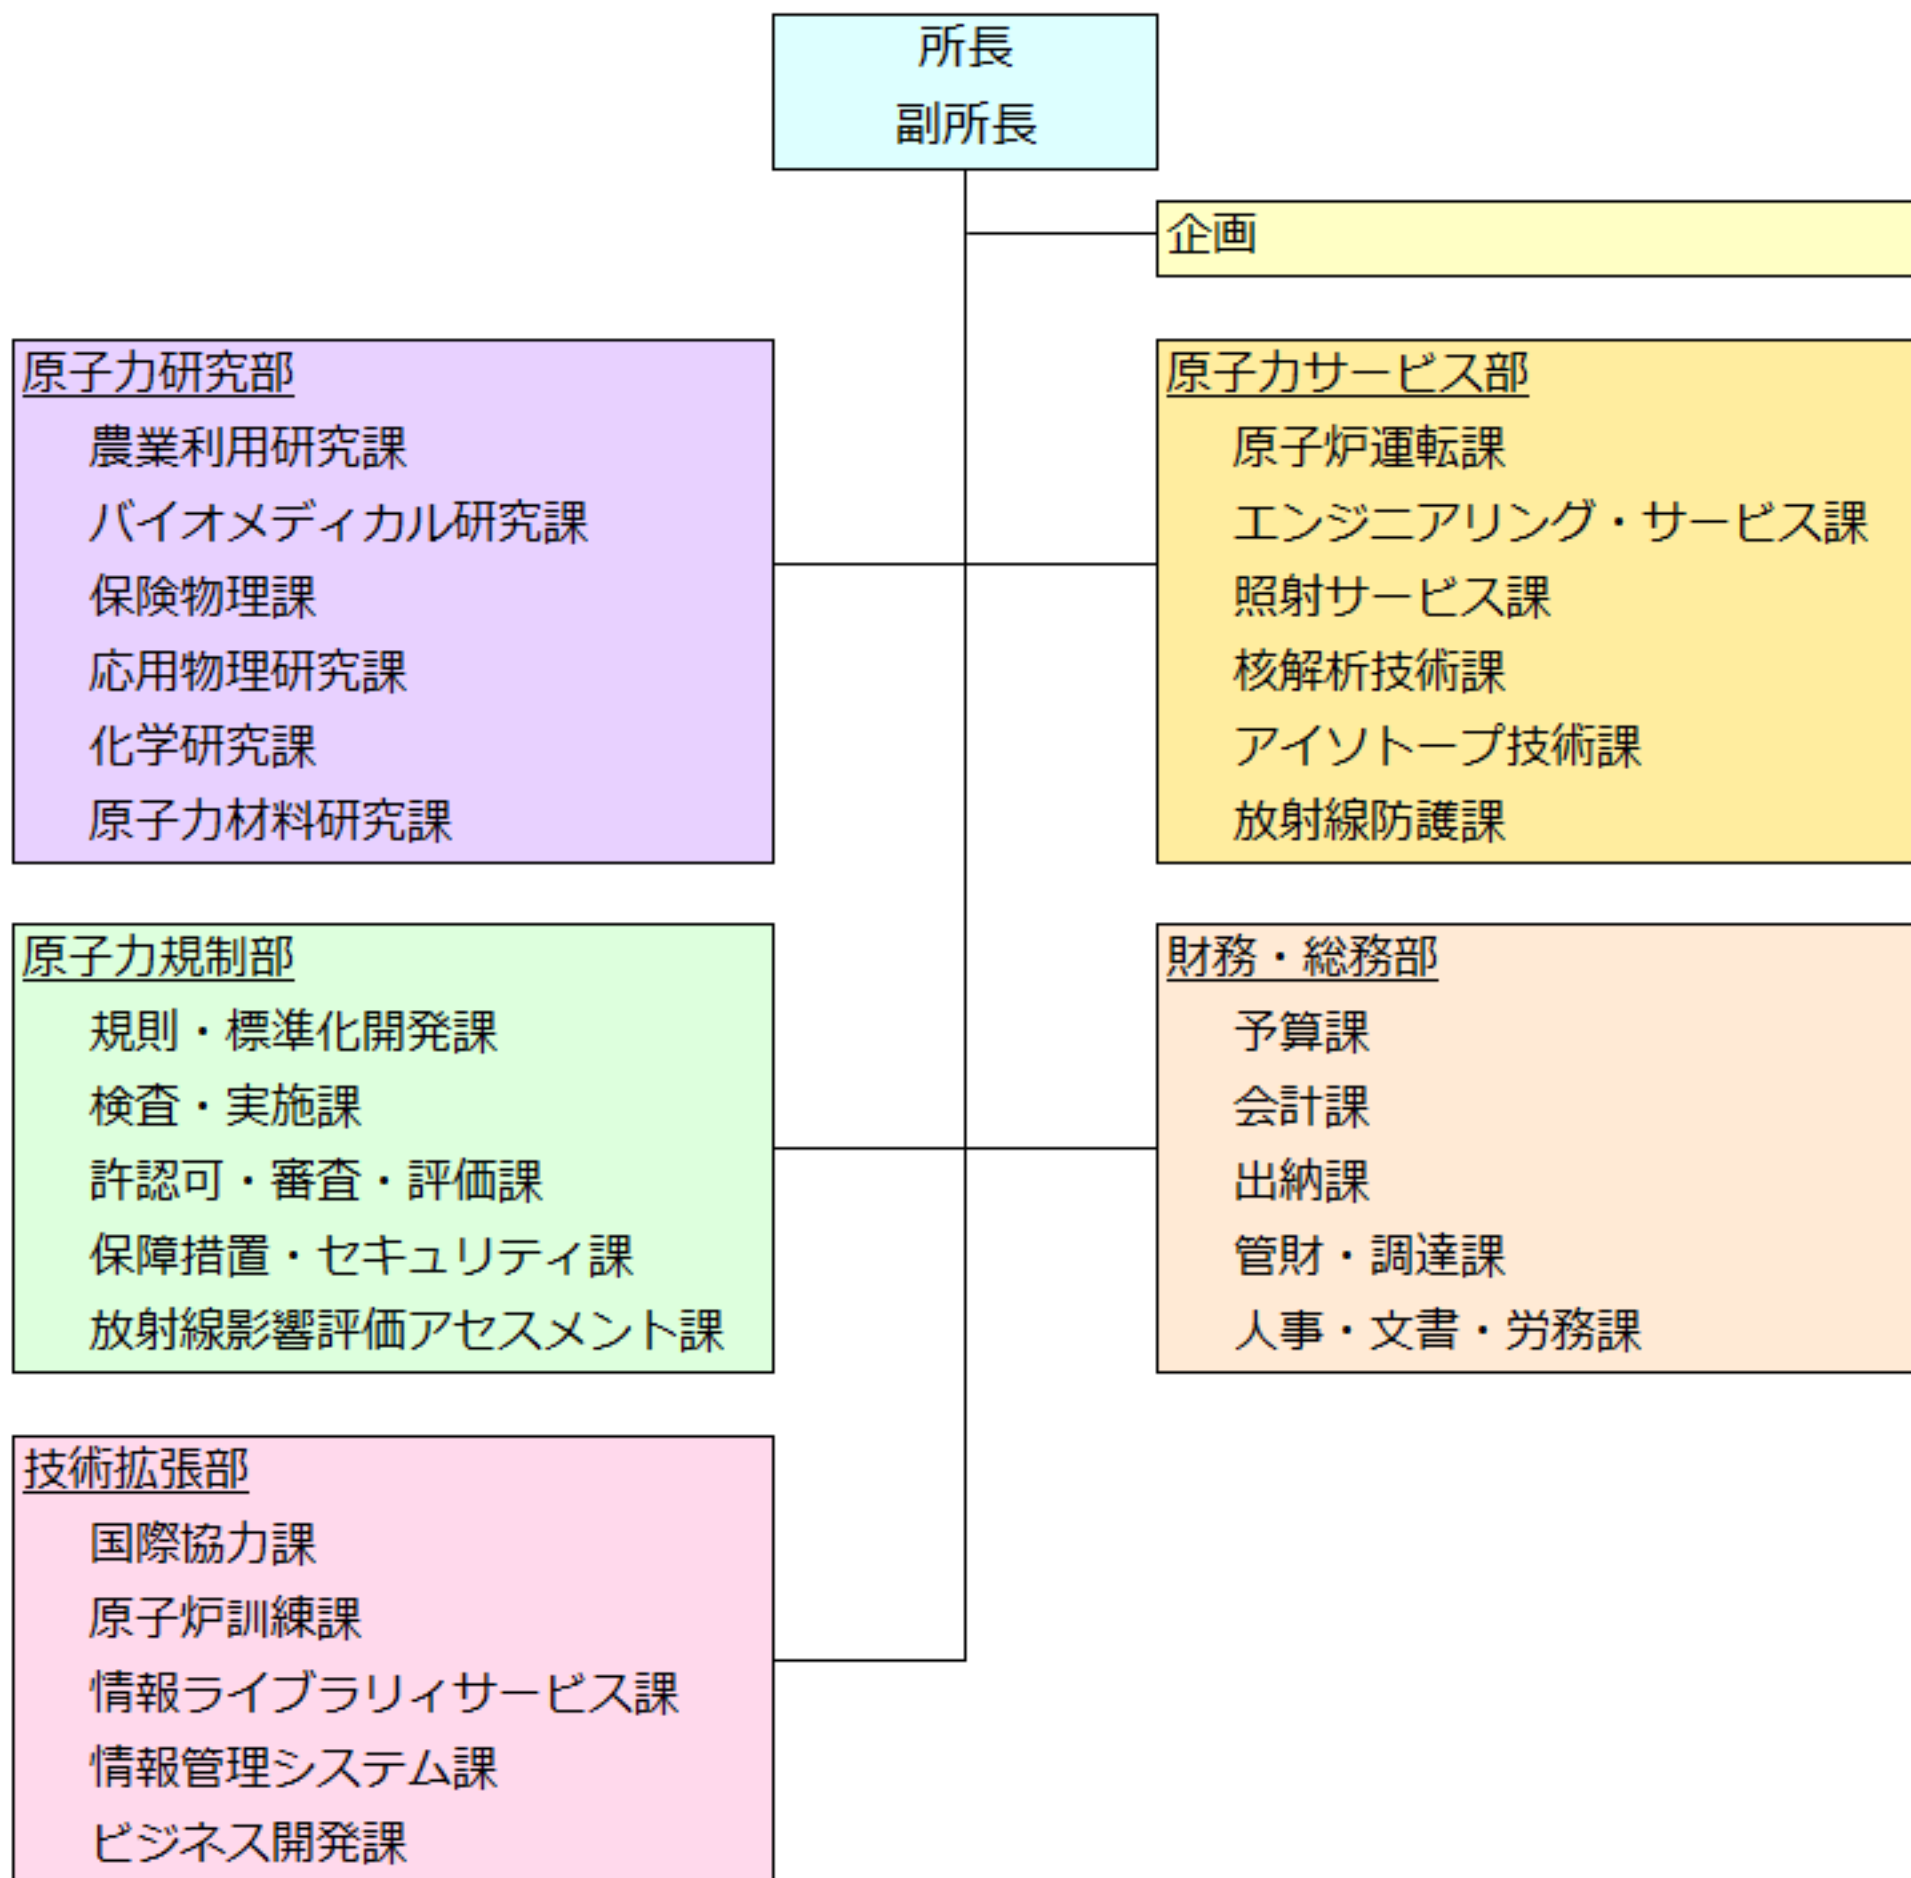 所長
副所長
企画
原子力研究部
農業利用研究課
バイオメディカル研究課
保険物理課
応用物理研究課
化学研究課
原子力材料研究課
原子力サービス部
原子炉運転課
エンジニアリング・サービス課
照射サービス課
核解析技術課
アイソトープ技術課
放射線防護課
原子力規制部
規則・標準化開発課
検査・実施課
許認可・審査・評価課
保障措置・セキュリティ課
放射線影響評価アセスメント課
財務・総務部
予算課
会計課
出納課
管財・調達課
人事・文書・労務課
技術拡張部
国際協力課
原子炉訓練課
情報ライブラリィサービス課
情報管理システム課
ビジネス開発課